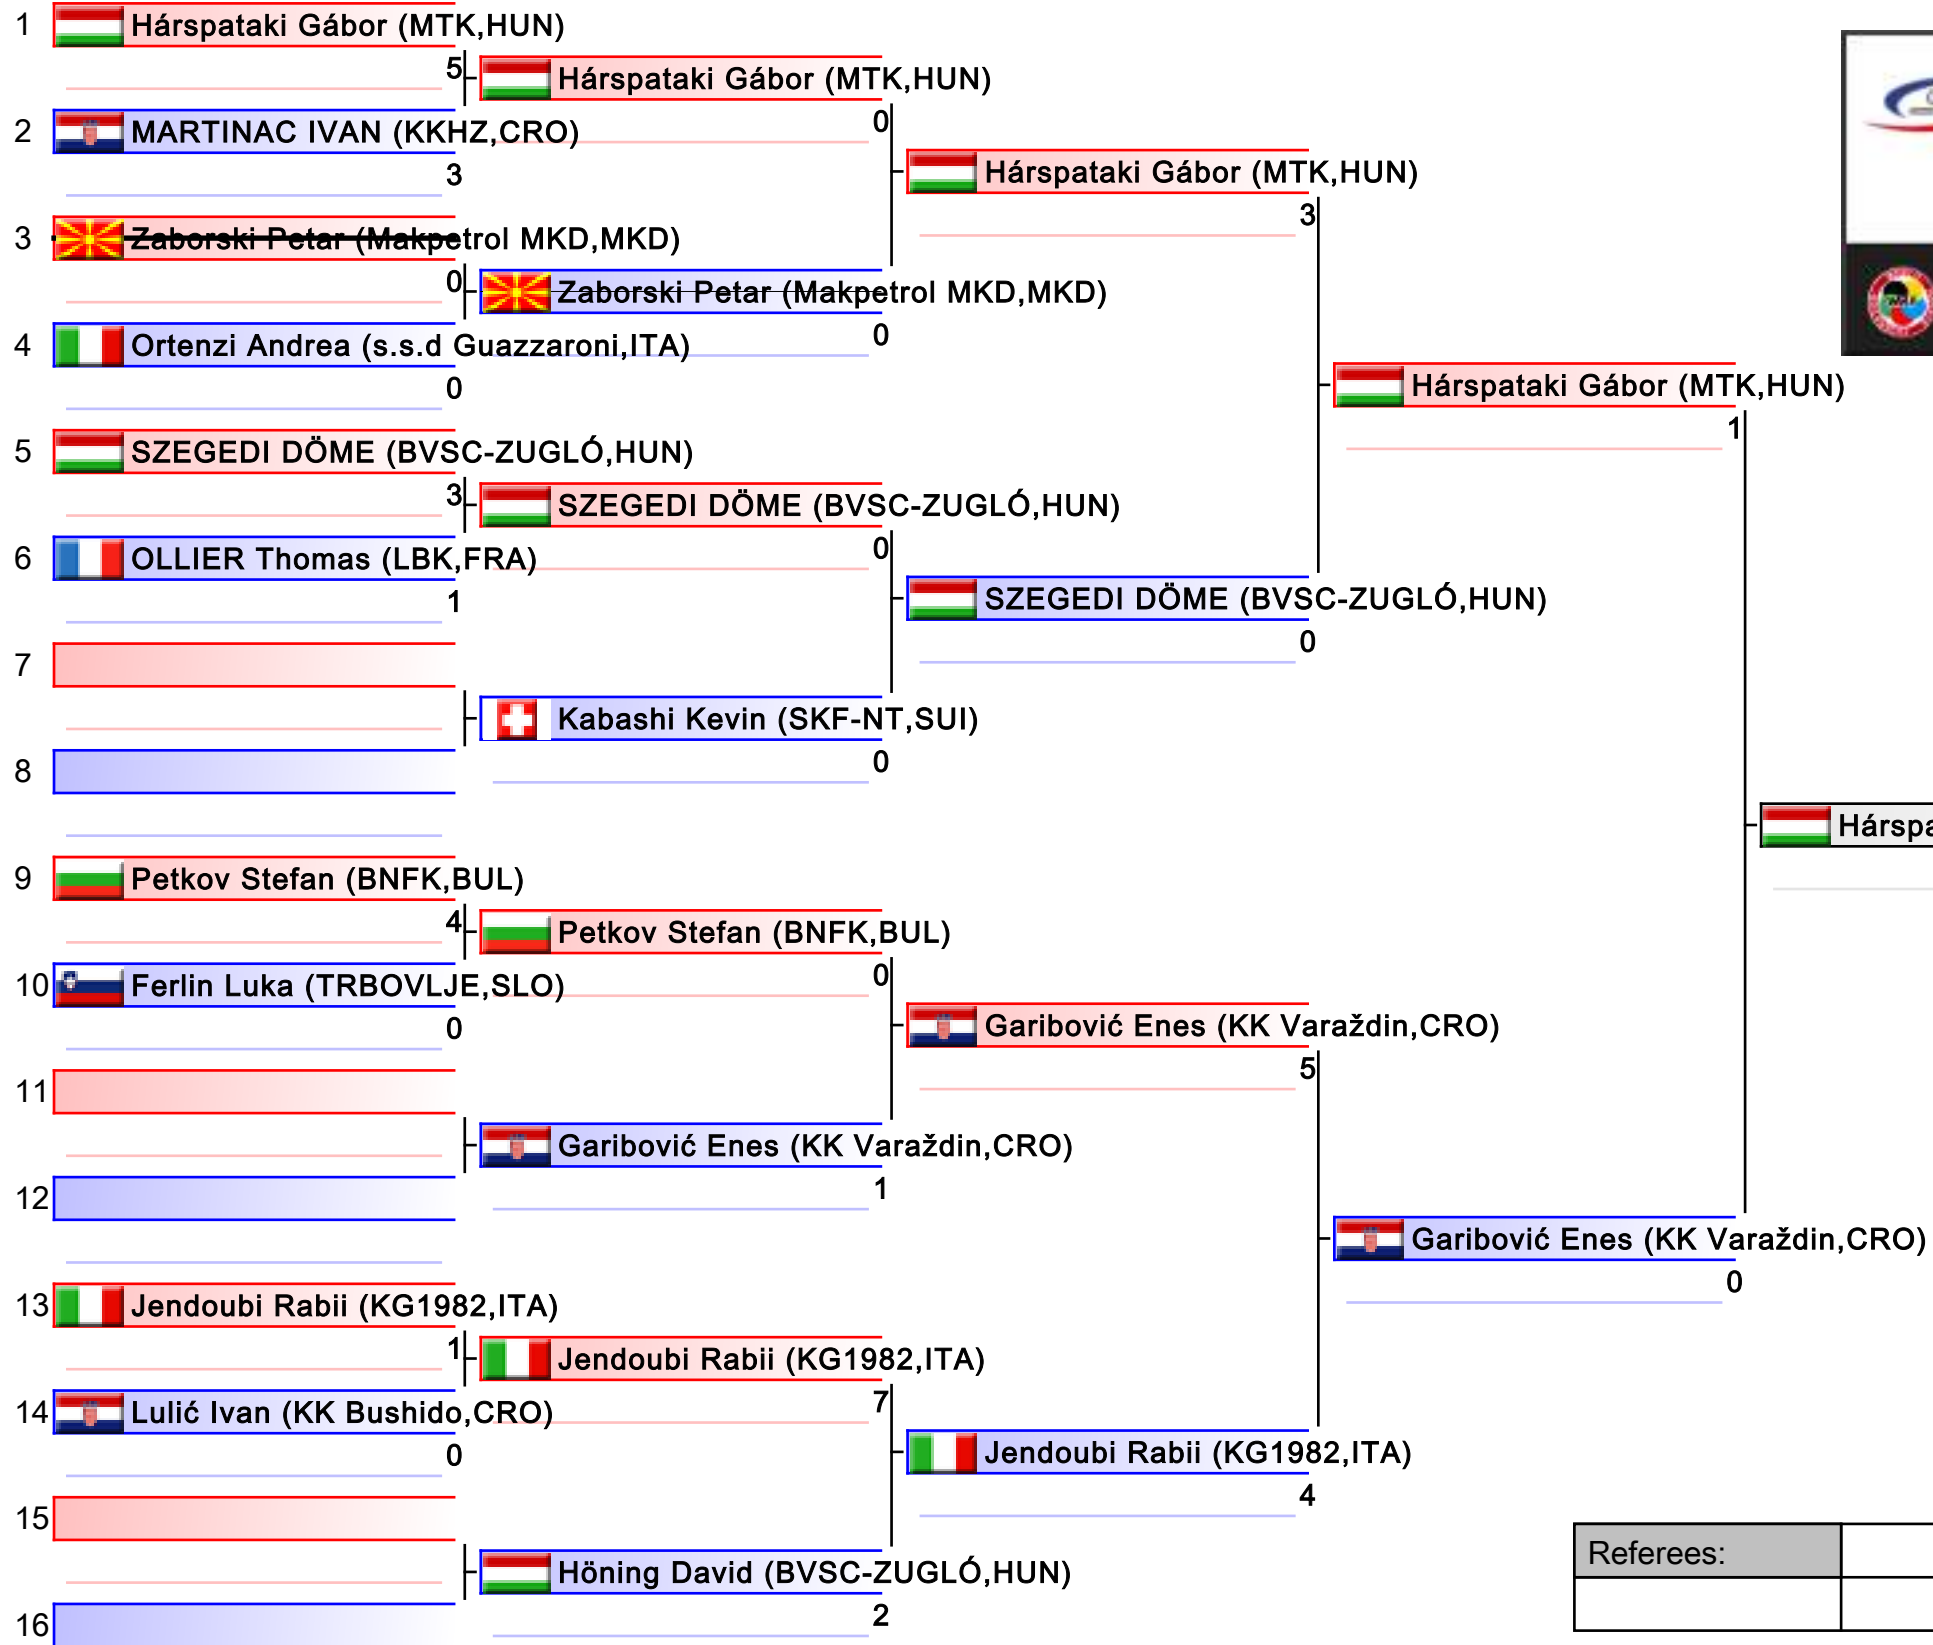 1 Hárspataki Gábor (MTK,HUN)
5
Hárspataki Gábor (MTK,HUN)
0
2 MARTINAC IVAN (KKHZ,CRO)
3
Hárspataki Gábor (MTK,HUN)
3
3 Zaborski Petar (Makpetrol MKD,MKD)
0
Zaborski Petar (Makpetrol MKD,MKD)
0
4 Ortenzi Andrea (s.s.d Guazzaroni,ITA)
0
Hárspataki Gábor (MTK,HUN)
1
5 SZEGEDI DÖME (BVSC-ZUGLÓ,HUN)
3
SZEGEDI DÖME (BVSC-ZUGLÓ,HUN)
0
6 OLLIER Thomas (LBK,FRA)
1
SZEGEDI DÖME (BVSC-ZUGLÓ,HUN)
0
7
Kabashi Kevin (SKF-NT,SUI)
0
8
Hárspa
9 Petkov Stefan (BNFK,BUL)
4
Petkov Stefan (BNFK,BUL)
0
10 Ferlin Luka (TRBOVLJE,SLO)
0
Garibović Enes (KK Varaždin,CRO)
5
11
Garibović Enes (KK Varaždin,CRO)
1
12
Garibović Enes (KK Varaždin,CRO)
0
13 Jendoubi Rabii (KG1982,ITA)
1
Jendoubi Rabii (KG1982,ITA)
7
14 Lulić Ivan (KK Bushido,CRO)
0
Jendoubi Rabii (KG1982,ITA)
4
15
Höning David (BVSC-ZUGLÓ,HUN)
2
16
Referees: